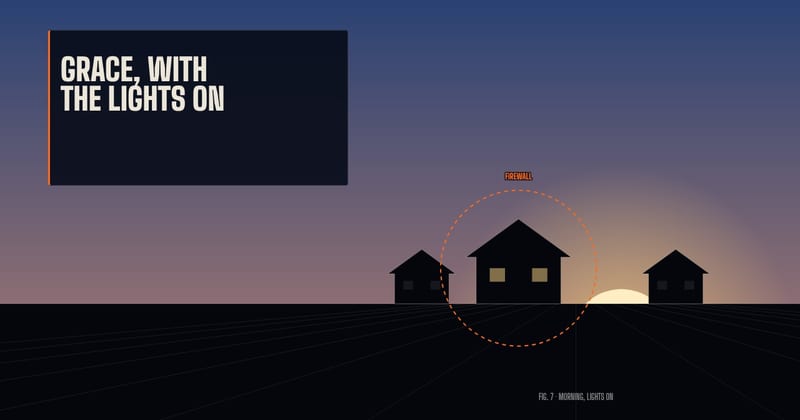 GRACE, WITH
THE LIGHTS ON
FIREWALL
FIG. 7 · MORNING, LIGHTS ON